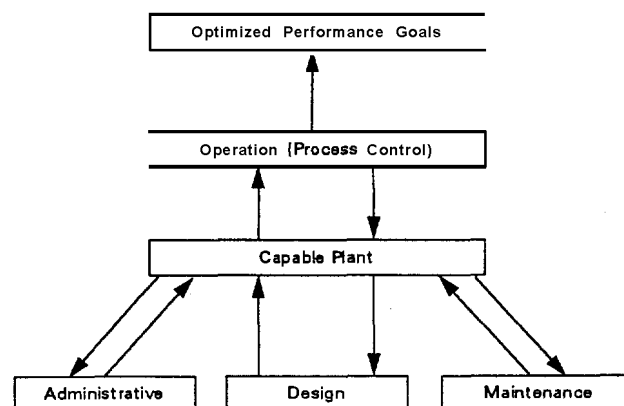 Optimized Performance Goals
Operation (Process Control)
Capable Plant
Administrative
Design
Maintenance